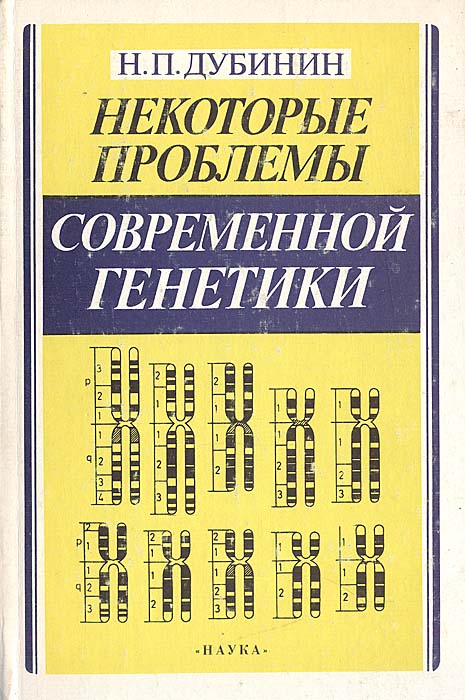 Н.П.ДУБИНИН
НЕКОТОРЫЕ
ПРОБЛЕМЫ
СОВРЕМЕННОЙ
ГЕНЕТИКИ
«НАУКА»